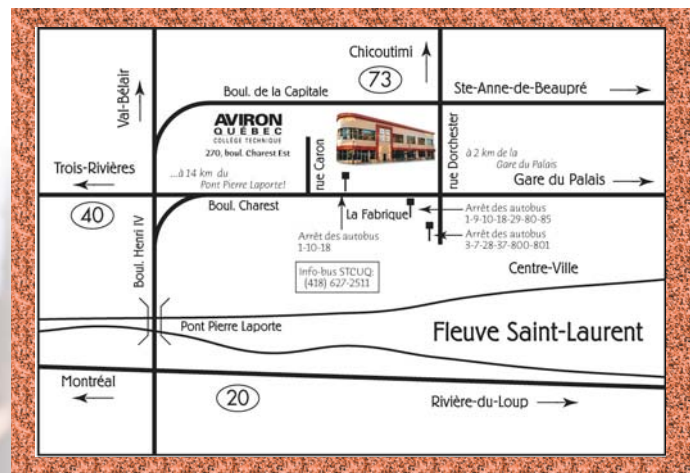 Chicoutimi
73
Val-Bélair
Boul. de la Capitale
Ste-Anne-de-Beaupré
AVIRON
QUÉBEC
COLLÈGE TECHNIQUE
270, boul. Charest Est
...à 14 km du
Pont Pierre Laporte!
rue Caron
rue Dorchester
à 2 km de la
Gare du Palais
Trois-Rivières
Gare du Palais
40
Boul. Charest
La Fabrique
Arrêt des autobus
1-9-10-18-29-80-85
Arrêt des autobus
1-10-18
Arrêt des autobus
3-7-28-37-800-801
Boul. Henri IV
Info-bus STCUQ:
(418) 627-2511
Centre-Ville
Pont Pierre Laporte
Fleuve Saint-Laurent
Montréal
20
Rivière-du-Loup